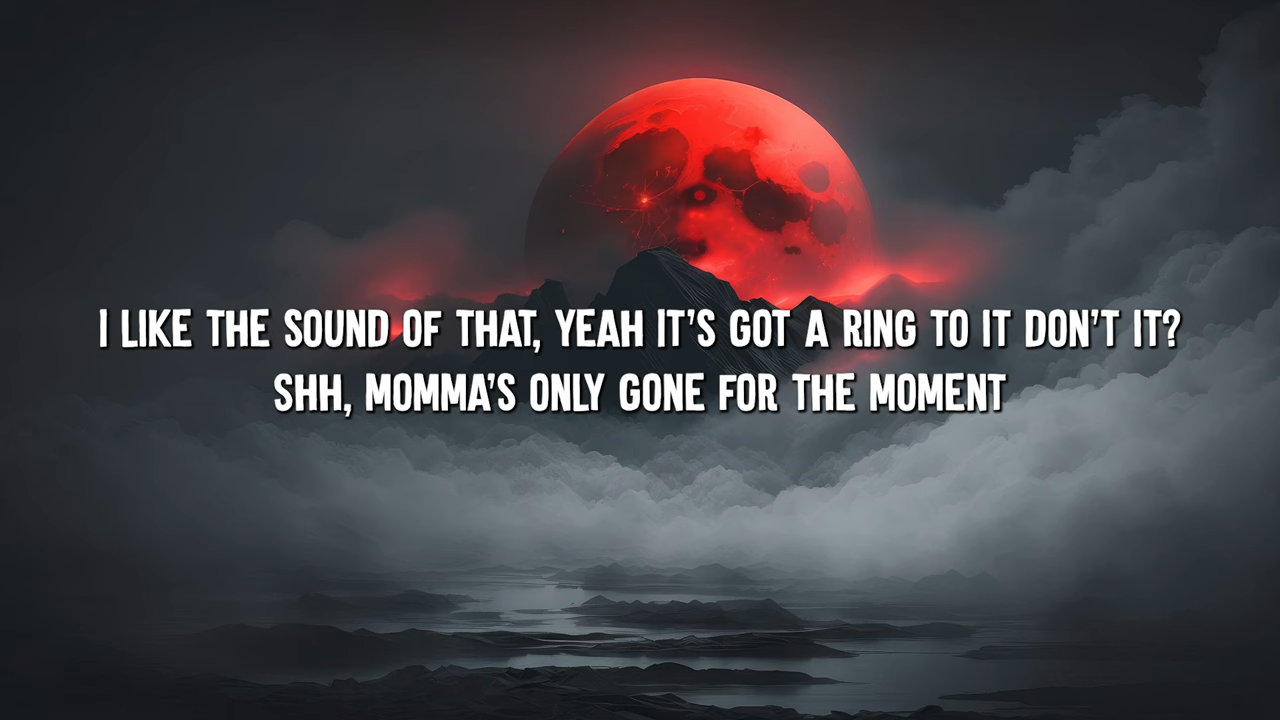 I LIKE THE SOUND OF THAT, YEAH IT'S GOT A RING TO IT DON'T IT?
SHH, MOMMA'S ONLY GONE FOR THE MOMENT